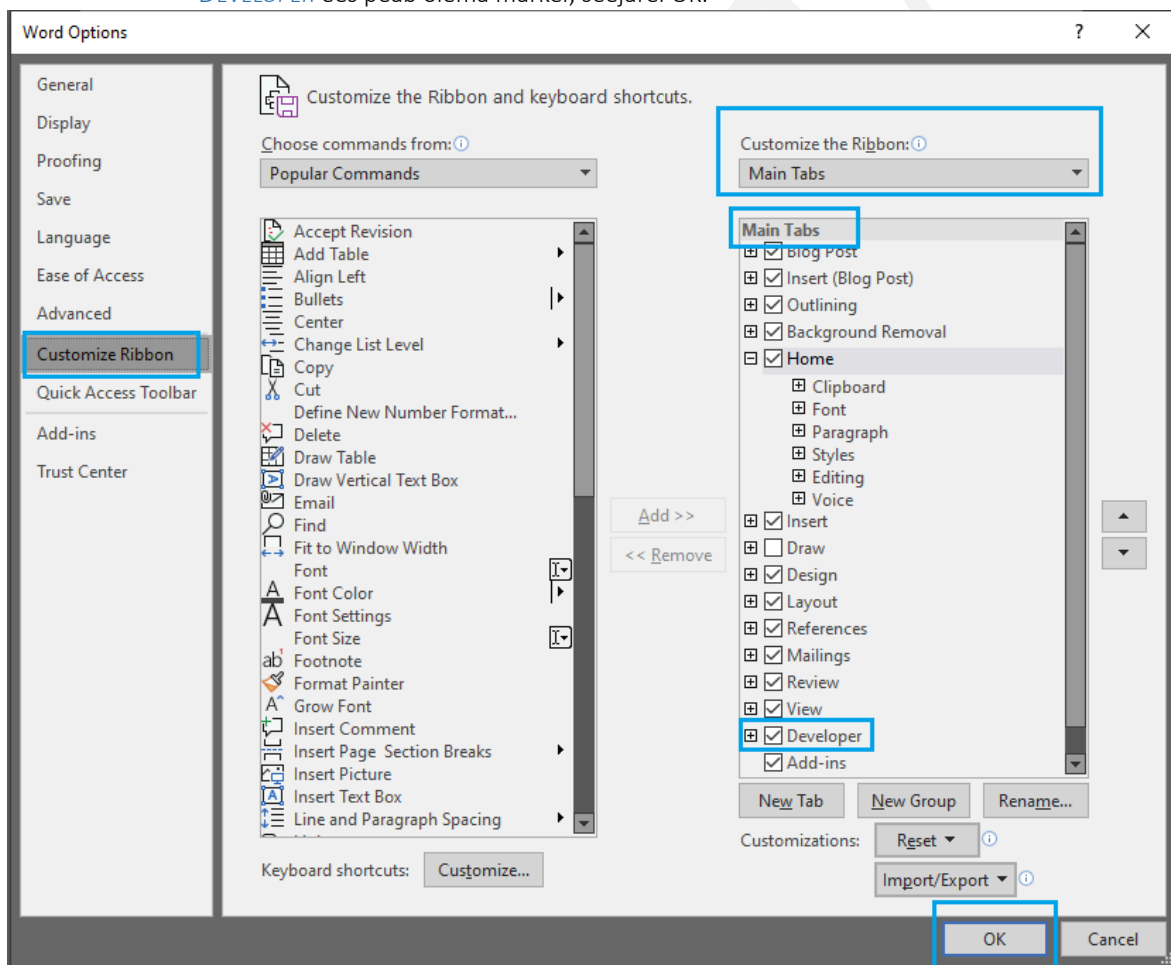 DEVELOPER ees peab olema märkel, seejärel OK.
Word Options
?
General
Display
Proofing
Save
Language
Ease of Access
Advanced
Customize Ribbon
Quick Access Toolbar
Add-ins
Trust Center
Customize the Ribbon and keyboard shortcuts.
Choose commands from:
Popular Commands
Accept Revision
Add Table
Align Left
Bullets
Center
Change List Level
Copy
Cut
Define New Number Format...
Delete
Draw Table
Draw Vertical Text Box
Email
Find
Fit to Window Width
Font
Font Color
Font Settings
Font Size
Footnote
Format Painter
Grow Font
Insert Comment
Insert Page Section Breaks
Insert Picture
Insert Text Box
Line and Paragraph Spacing
Keyboard shortcuts: Customize...
Add >>
<< Remove
Customize the Ribbon:
Main Tabs
Main Tabs
Blog Post
Insert (Blog Post)
Outlining
Background Removal
Home
Clipboard
Font
Paragraph
Styles
Editing
Voice
Insert
Draw
Design
Layout
References
Mailings
Review
View
Developer
Add-ins
New Tab New Group Rename...
Customizations: Reset
Import/Export
OK Cancel